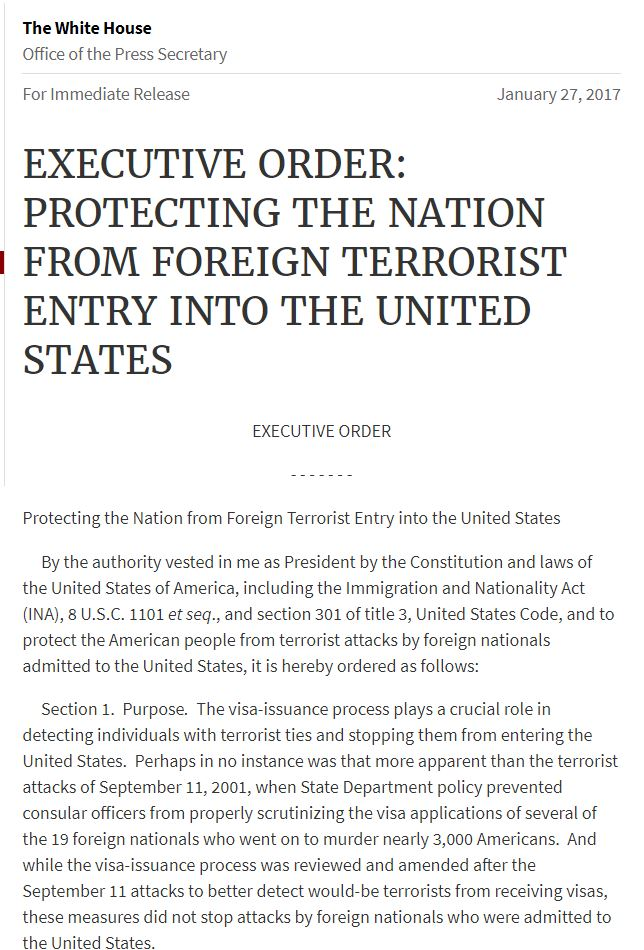 The White House
Office of the Press Secretary
For Immediate Release January 27, 2017
EXECUTIVE ORDER:
PROTECTING THE NATION
FROM FOREIGN TERRORIST
ENTRY INTO THE UNITED
STATES
EXECUTIVE ORDER
- - - - - - -
Protecting the Nation from Foreign Terrorist Entry into the United States
By the authority vested in me as President by the Constitution and laws of
the United States of America, including the Immigration and Nationality Act
(INA), 8 U.S.C. 1101 et seq., and section 301 of title 3, United States Code, and to
protect the American people from terrorist attacks by foreign nationals
admitted to the United States, it is hereby ordered as follows:
Section 1. Purpose. The visa-issuance process plays a crucial role in
detecting individuals with terrorist ties and stopping them from entering the
United States. Perhaps in no instance was that more apparent than the terrorist
attacks of September 11, 2001, when State Department policy prevented
consular officers from properly scrutinizing the visa applications of several of
the 19 foreign nationals who went on to murder nearly 3,000 Americans. And
while the visa-issuance process was reviewed and amended after the
September 11 attacks to better detect would-be terrorists from receiving visas,
these measures did not stop attacks by foreign nationals who were admitted to
the United States.